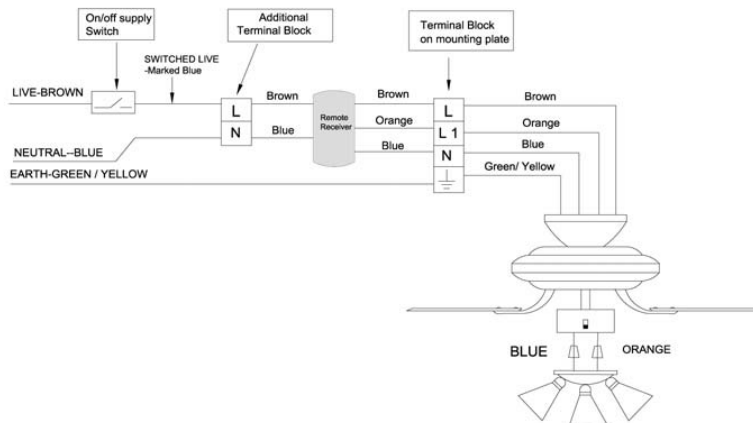 On/off supply
Switch
Additional
Terminal Block
Terminal Block
on mounting plate
SWITCHED LIVE
-Marked Blue
LIVE-BROWN
L
Brown
Brown
L
Brown
Remote
Receiver
Orange
L 1
Orange
N
Blue
Blue
N
Blue
NEUTRAL--BLUE
Green/ Yellow
EARTH-GREEN / YELLOW
BLUE
ORANGE